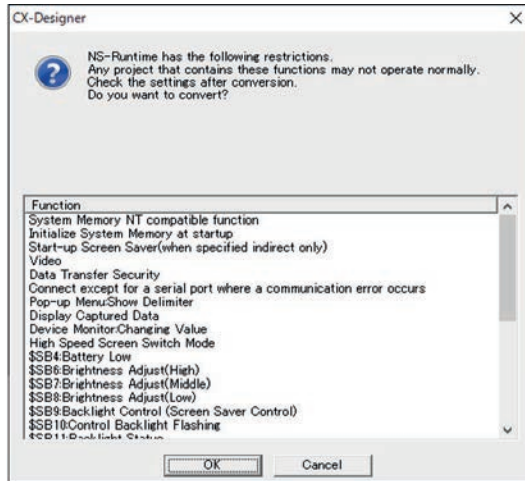 CX-Designer
NS-Runtime has the following restrictions.
Any project that contains these functions may not operate normally.
Check the settings after conversion.
Do you want to convert?
Function
System Memory NT compatible function
Initialize System Memory at startup
Start-up Screen Saver(when specified indirect only)
Video
Data Transfer Security
Connect except for a serial port where a communication error occurs
Pop-up Menu:Show Delimiter
Display Captured Data
Device Monitor:Changing Value
High Speed Screen Switch Mode
$SB4:Battery Low
$SB6:Brightness Adjust(High)
$SB7:Brightness Adjust(Middle)
$SB8:Brightness Adjust(Low)
$SB9:Backlight Control (Screen Saver Control)
$SB10:Control Backlight Flashing
$SB11:Backlight Status
OK
Cancel